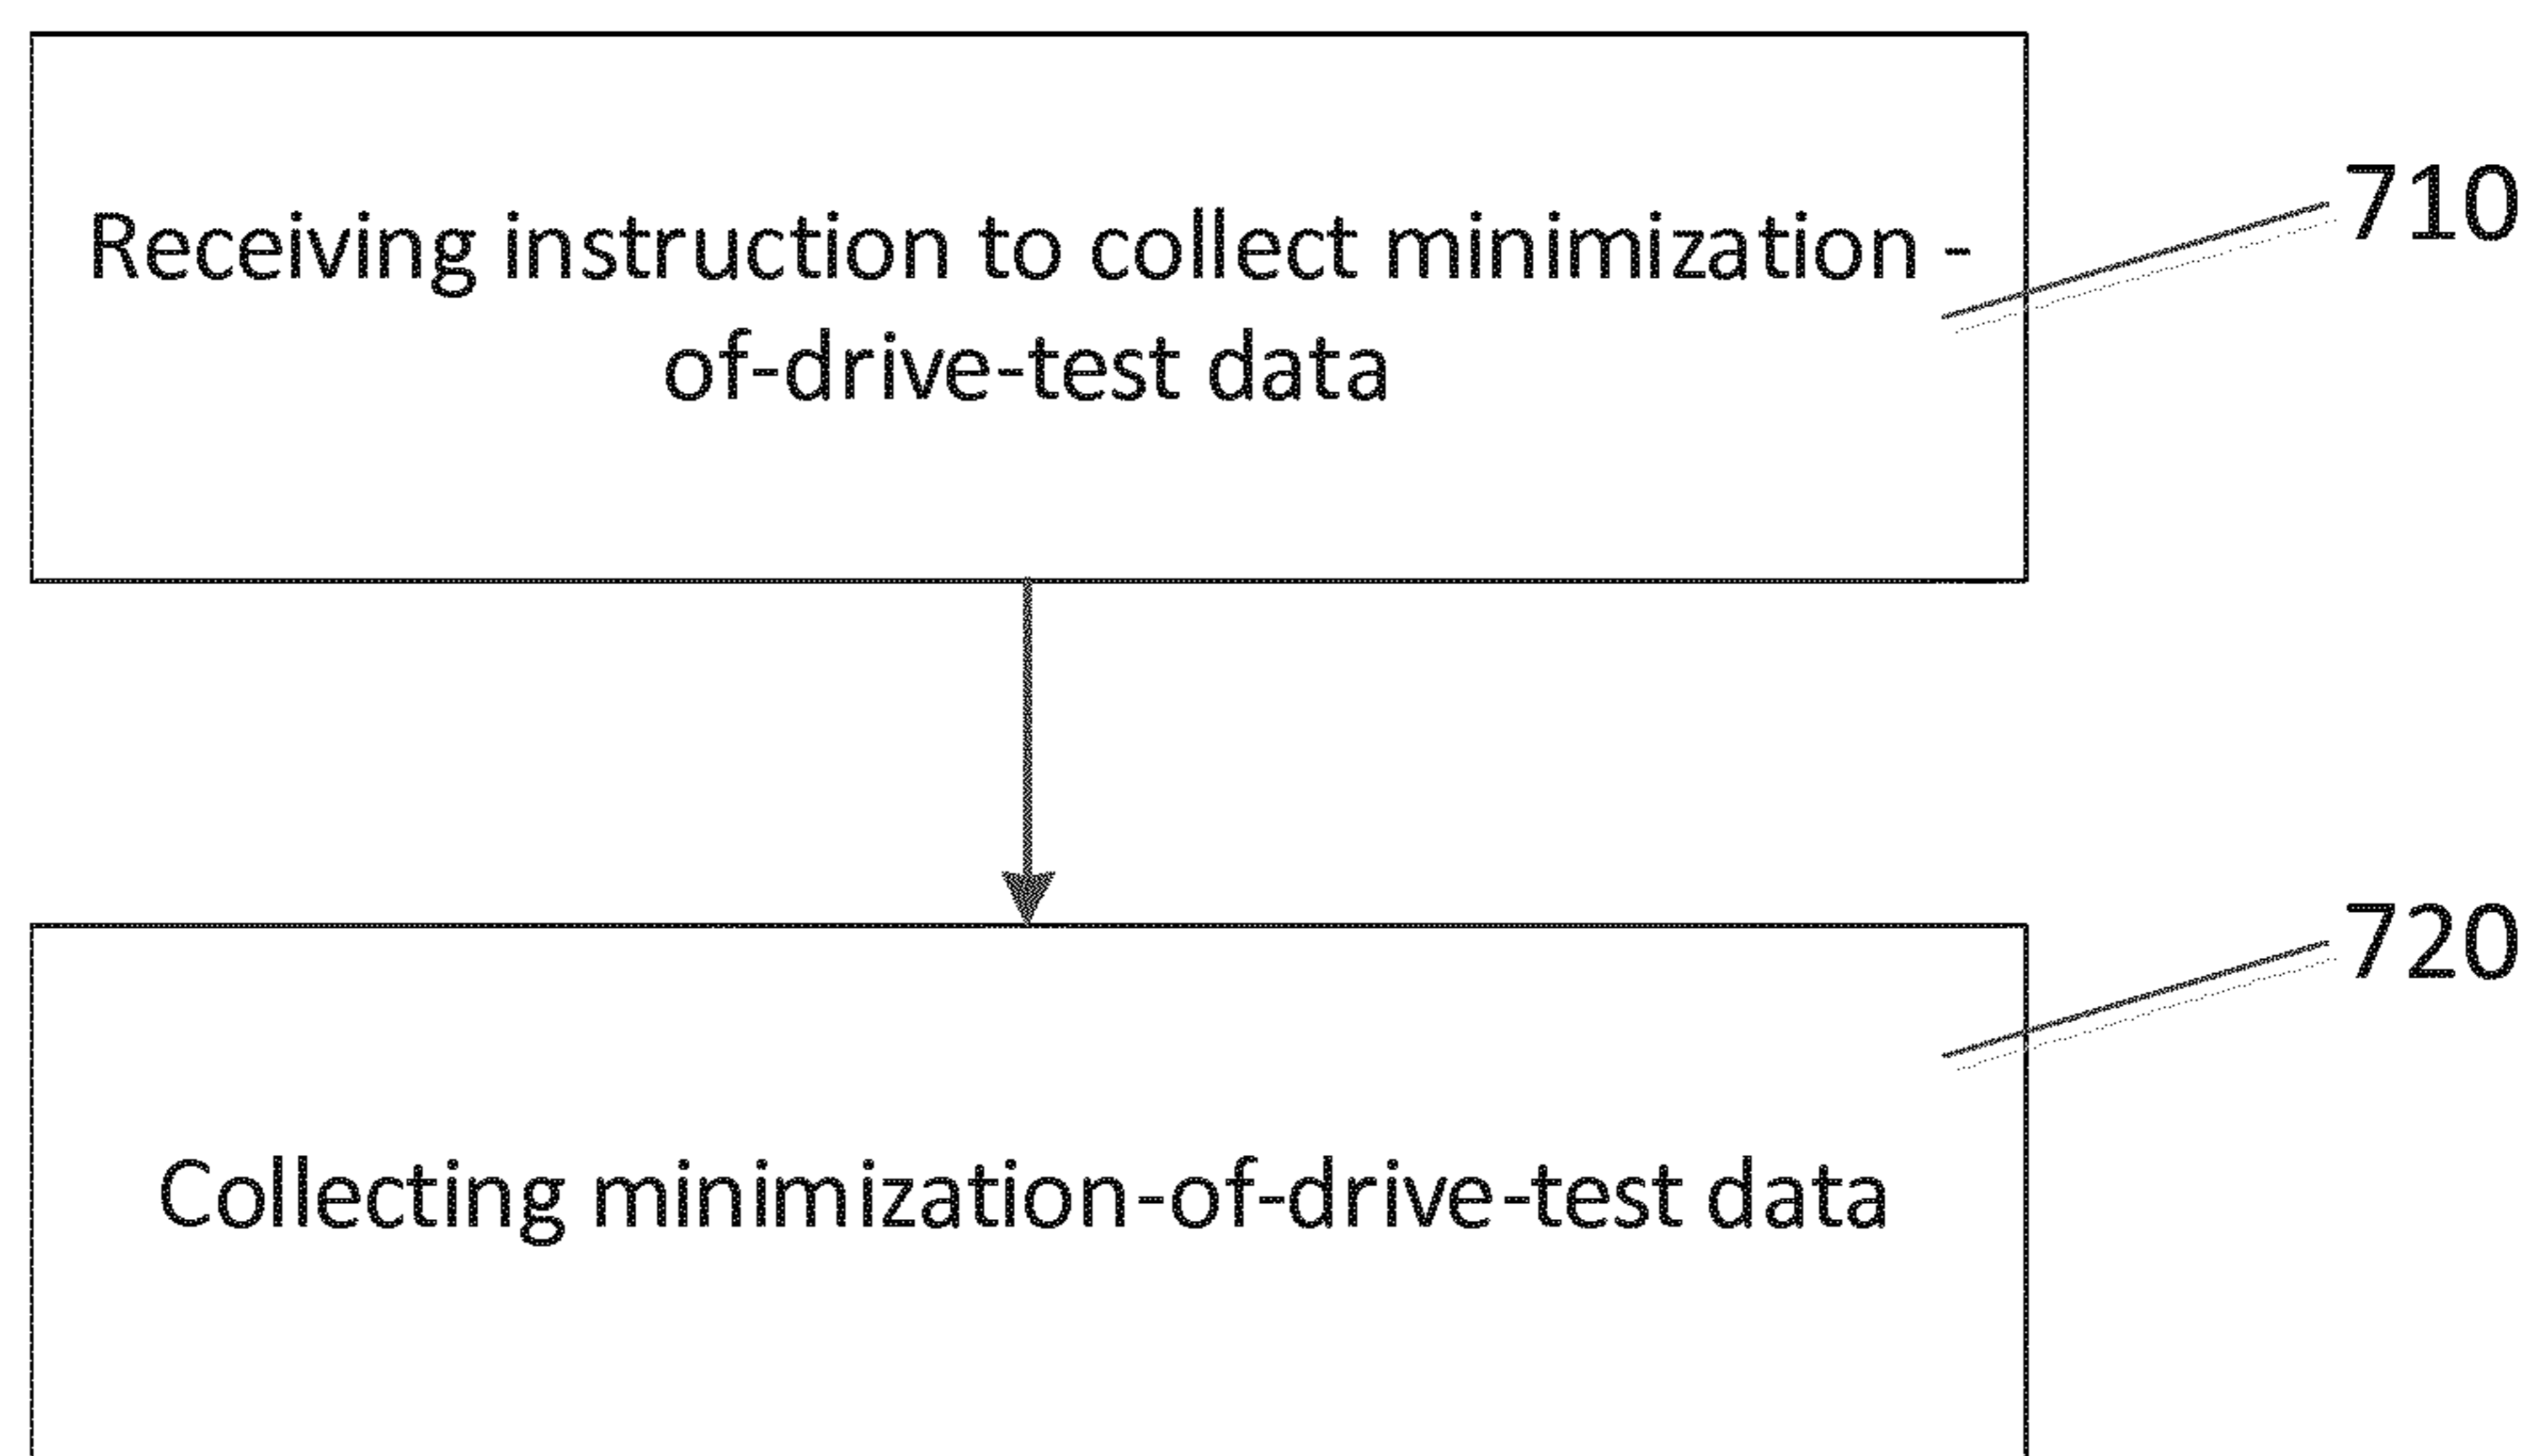 Receiving instruction to collect minimization -
of-drive-test data
710
Collecting minimization-of-drive-test data
720